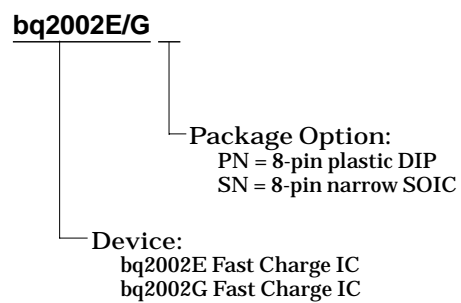 bq2002E/G
Package Option:
PN = 8-pin plastic DIP
SN = 8-pin narrow SOIC
Device:
bq2002E Fast Charge IC
bq2002G Fast Charge IC